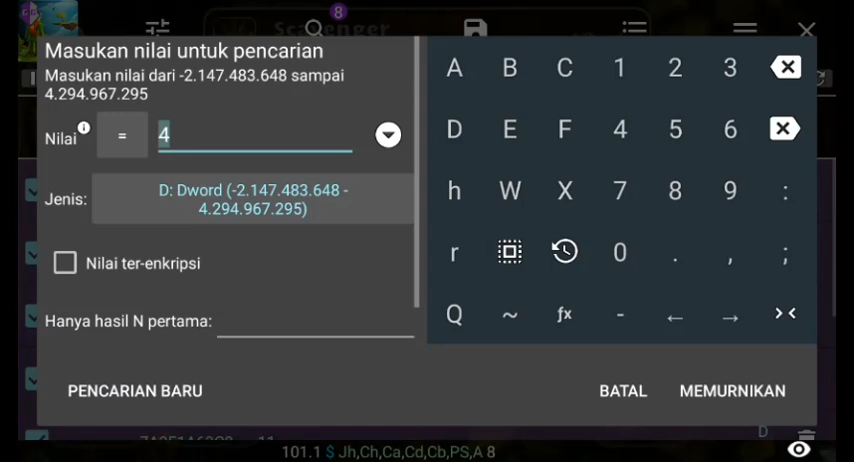 8
Scavenger
Masukan nilai untuk pencarian
Masukan nilai dari -2.147.483.648 sampai
4.294.967.295
Nilai i = 4
Jenis: D: Dword (-2.147.483.648 -
4.294.967.295)
Nilai ter-enkripsi
Hanya hasil N pertama:
PENCARIAN BARU BATAL MEMURNIKAN
A B C 1 2 3
D E F 4 5 6
h W X 7 8 9 :
r 0 . , ;
Q ~ fx - ← → ><
D
101.1 $ Jh,Ch,Ca,Cd,Cb,PS,A 8